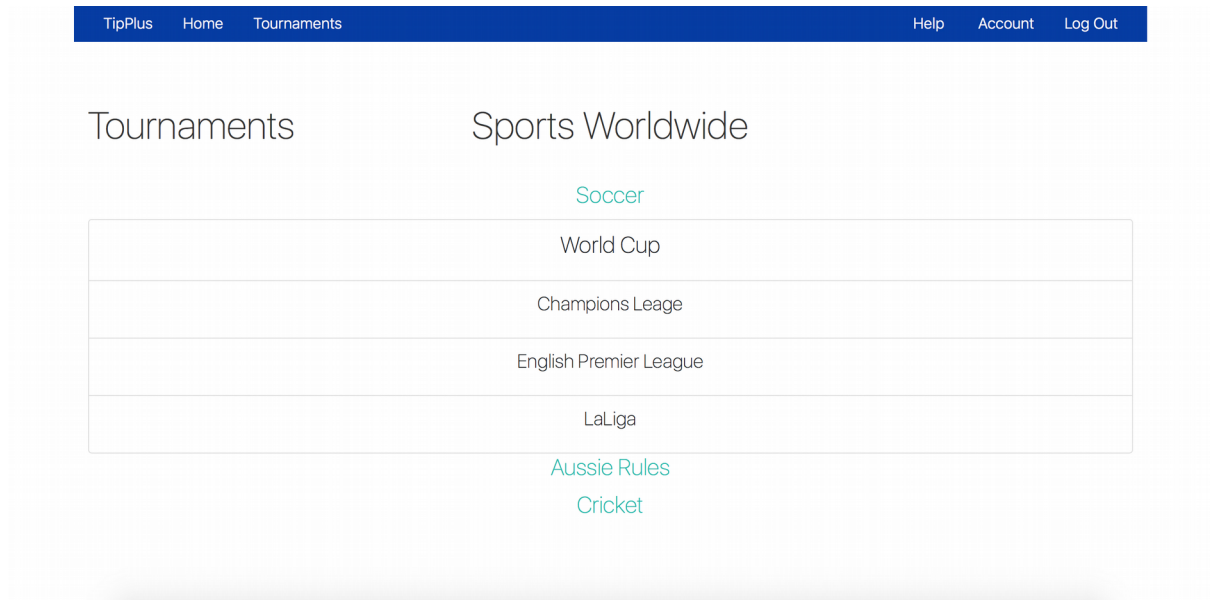 TipPlus Home Tournaments Help Account Log Out
Tournaments Sports Worldwide
Soccer
World Cup
Champions Leage
English Premier League
LaLiga
Aussie Rules
Cricket